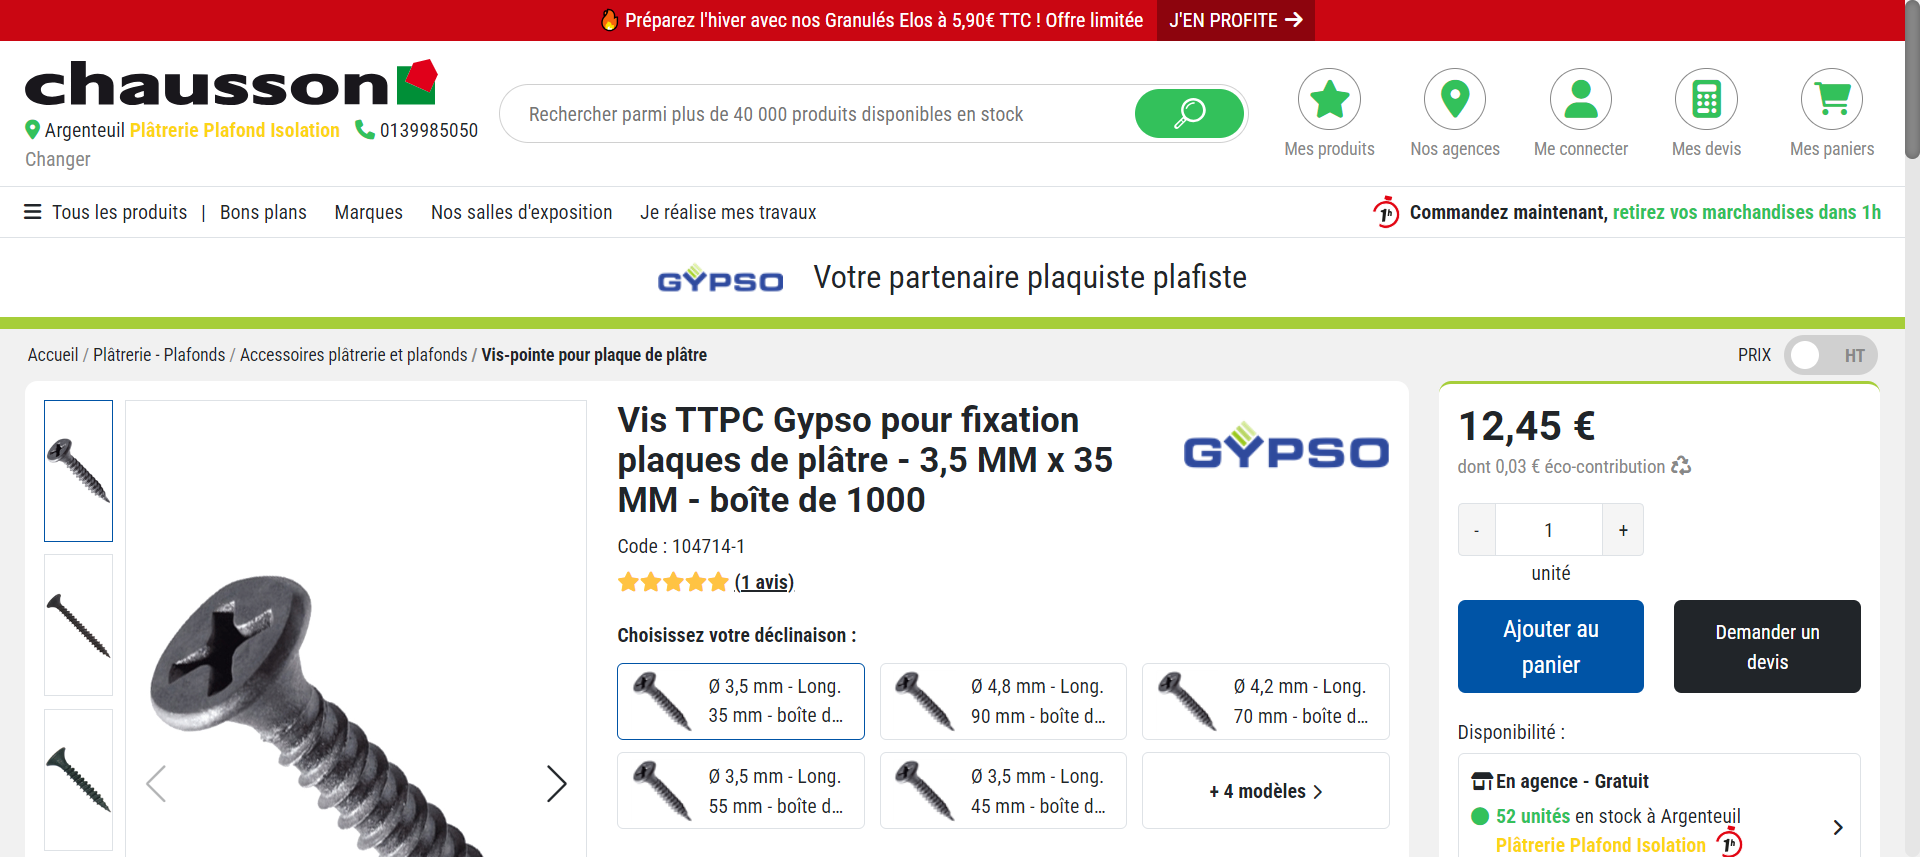 Préparez l'hiver avec nos Granulés Elos à 5,90€ TTC ! Offre limitée J'EN PROFITE
chausson
Argenteuil Plâtrerie Plafond Isolation 0139985050
Changer
Rechercher parmi plus de 40 000 produits disponibles en stock
Mes produits
Nos agences
Me connecter
Mes devis
Mes paniers
Tous les produits | Bons plans Marques Nos salles d'exposition Je réalise mes travaux
1h Commandez maintenant, retirez vos marchandises dans 1h
GYPSO Votre partenaire plaquiste plafiste
Accueil / Plâtrerie - Plafonds / Accessoires plâtrerie et plafonds / Vis-pointe pour plaque de plâtre
PRIX HT
Vis TTPC Gypso pour fixation
plaques de plâtre - 3,5 MM x 35
MM - boîte de 1000
GYPSO
Code : 104714-1
(1 avis)
Choisissez votre déclinaison :
Ø 3,5 mm - Long.
35 mm - boîte d...
Ø 4,8 mm - Long.
90 mm - boîte d...
Ø 4,2 mm - Long.
70 mm - boîte d...
Ø 3,5 mm - Long.
55 mm - boîte d...
Ø 3,5 mm - Long.
45 mm - boîte d...
+ 4 modèles
12,45 €
dont 0,03 € éco-contribution
- 1 +
unité
Ajouter au
panier
Demander un
devis
Disponibilité :
En agence - Gratuit
52 unités en stock à Argenteuil
Plâtrerie Plafond Isolation 1h